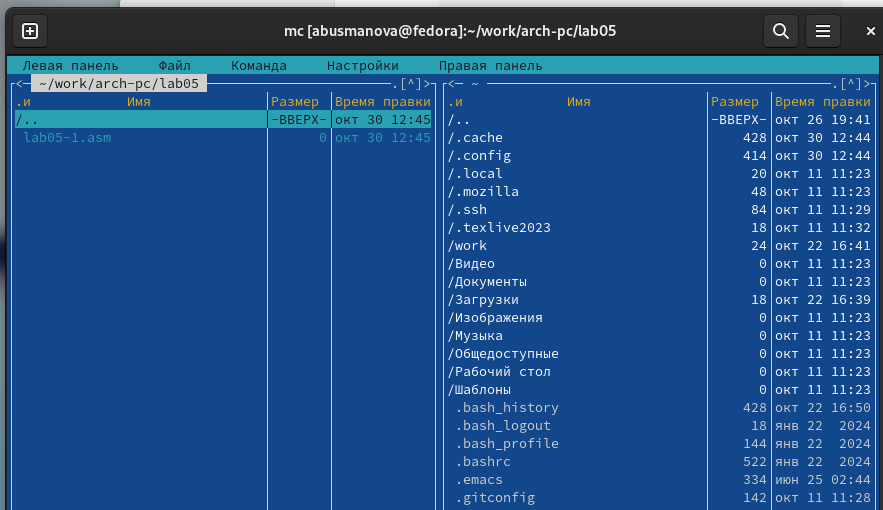 mc [abusmanova@fedora]:~/work/arch-pc/lab05
Левая панель Файл Команда Настройки Правая панель
<— ~/work/arch-pc/lab05 .[^]>
.и Имя Размер Время правки
/.. -ВВЕРХ- окт 30 12:45
lab05-1.asm 0 окт 30 12:45
<— ~ .[^]>
.и Имя Размер Время правки
/.. -ВВЕРХ- окт 26 19:41
/.cache 428 окт 30 12:44
/.config 414 окт 30 12:44
/.local 20 окт 11 11:23
/.mozilla 48 окт 11 11:23
/.ssh 84 окт 11 11:29
/.texlive2023 18 окт 11 11:32
/work 24 окт 22 16:41
/Видео 0 окт 11 11:23
/Документы 0 окт 11 11:23
/Загрузки 18 окт 22 16:39
/Изображения 0 окт 11 11:23
/Музыка 0 окт 11 11:23
/Общедоступные 0 окт 11 11:23
/Рабочий стол 0 окт 11 11:23
/Шаблоны 0 окт 11 11:23
.bash_history 428 окт 22 16:50
.bash_logout 18 янв 22 2024
.bash_profile 144 янв 22 2024
.bashrc 522 янв 22 2024
.emacs 334 июн 25 02:44
.gitconfig 142 окт 11 11:28